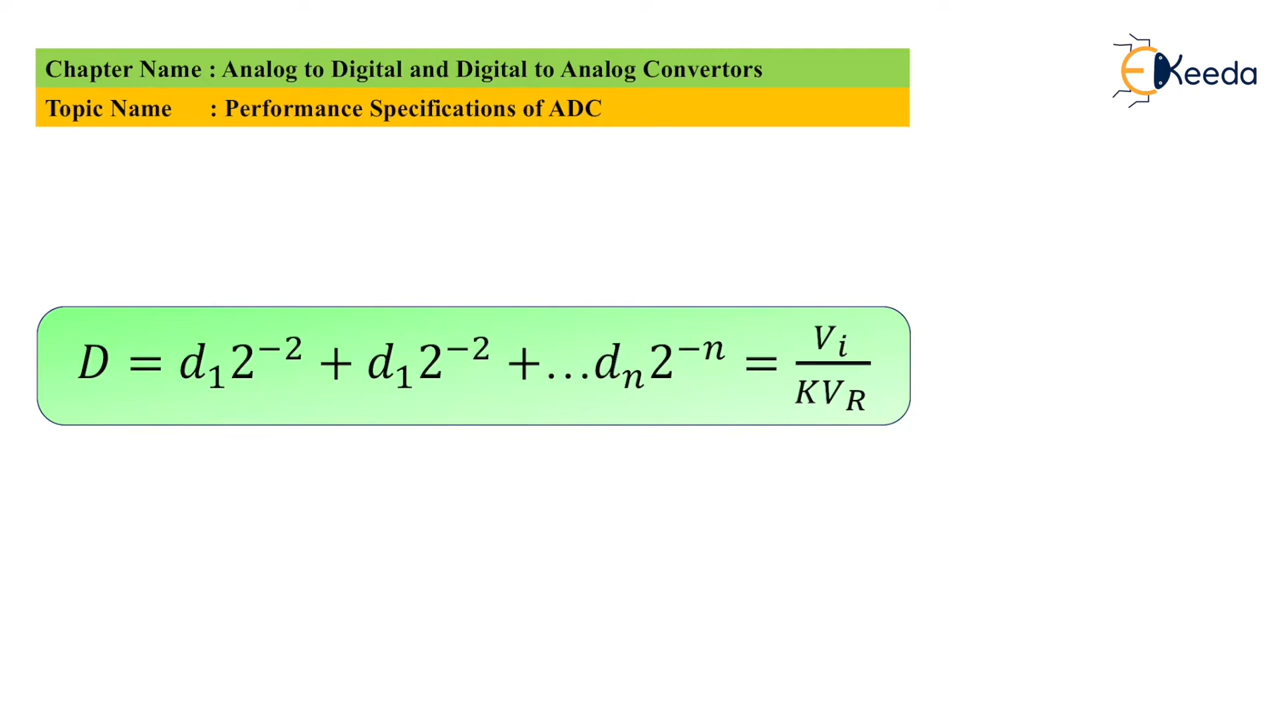 Chapter Name : Analog to Digital and Digital to Analog Convertors
Topic Name : Performance Specifications of ADC
EKeeda
D = d₁2⁻² + d₁2⁻² +...dₙ2⁻ⁿ = Vᵢ/KV_R